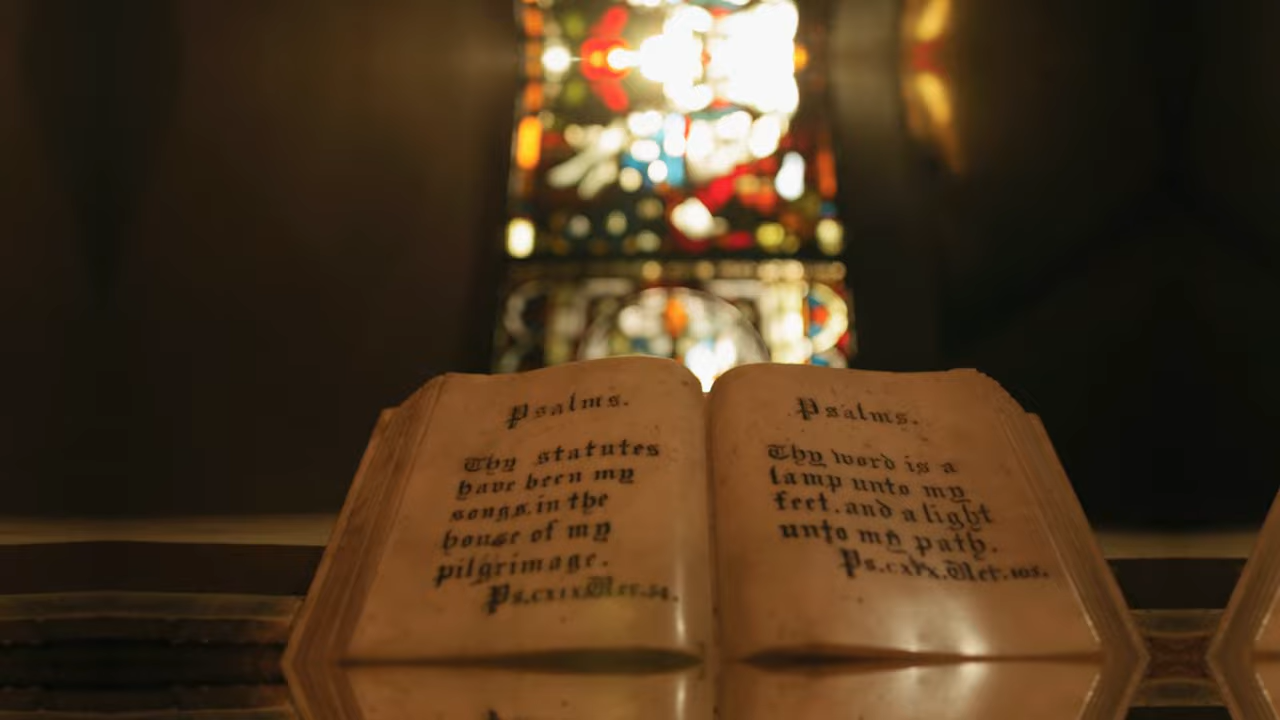 Psalms.
Thy statutes
have been my
songs.in the
house of my
pilgrimage.
Ps.cxix.Ver.54.
Psalms.
Thy word is a
lamp unto my
feet.and a light
unto my path.
Ps.cxix.Ver.105.